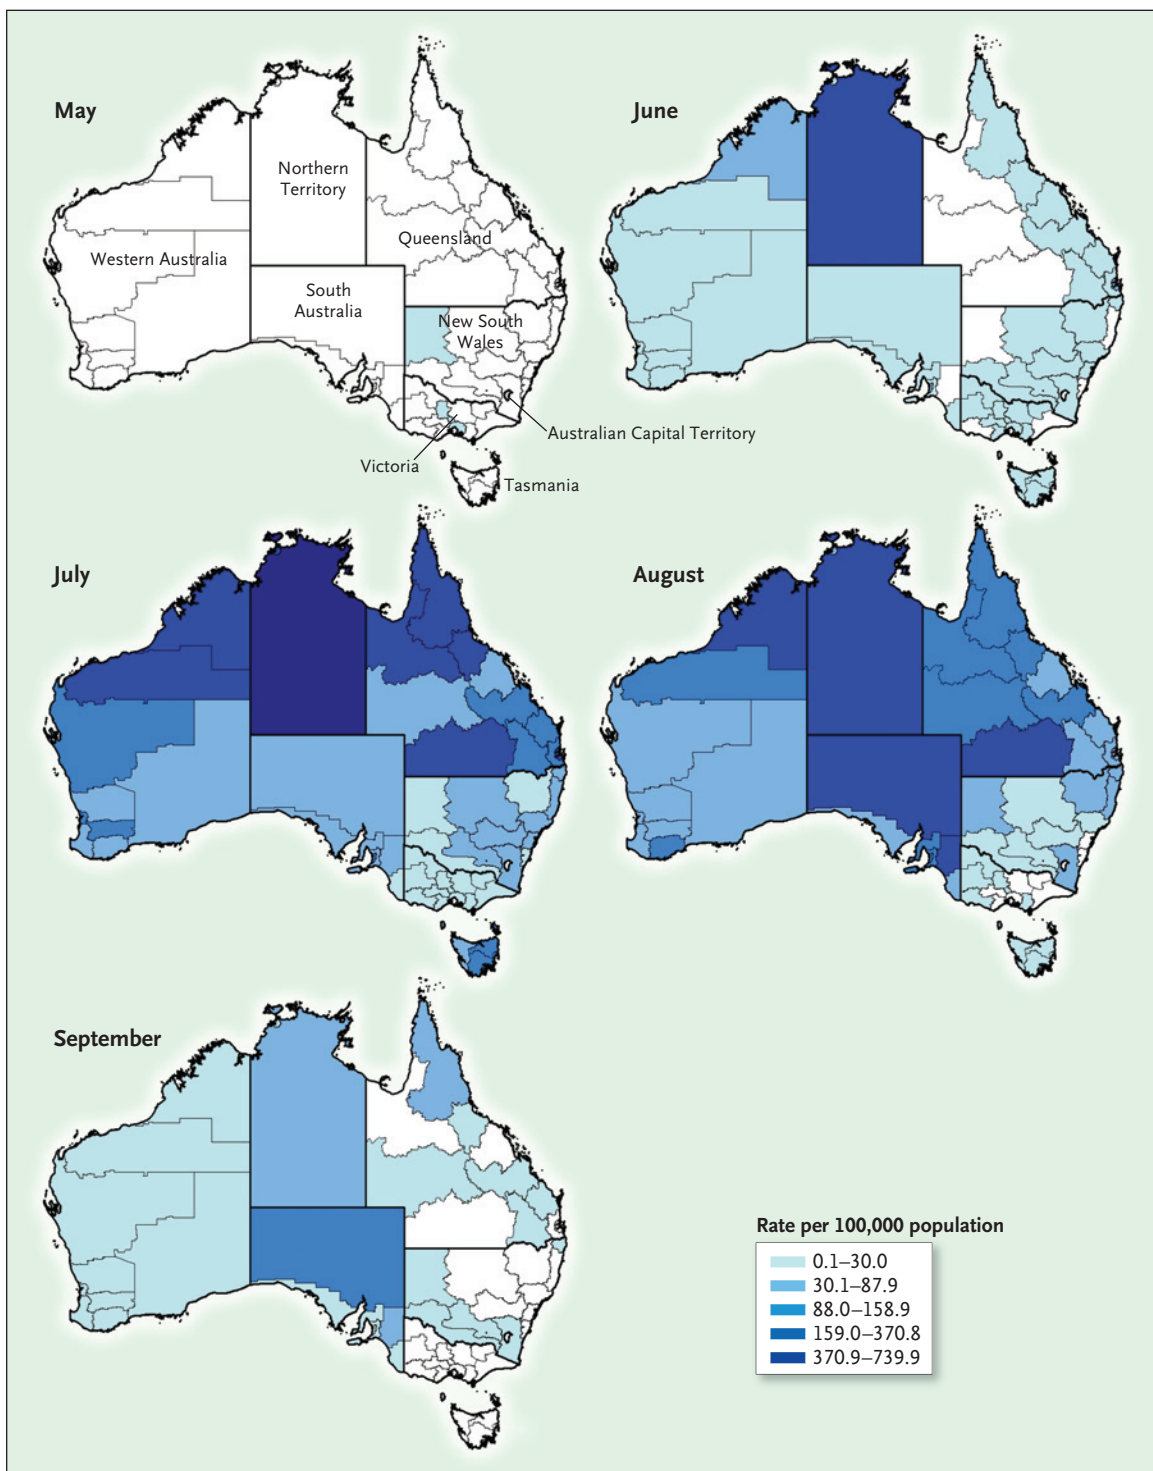 May
June
Northern
Territory
Queensland
Western Australia
South
Australia
New South
Wales
Australian Capital Territory
Victoria
Tasmania
July
August
September
Rate per 100,000 population
0.1–30.0
30.1–87.9
88.0–158.9
159.0–370.8
370.9–739.9